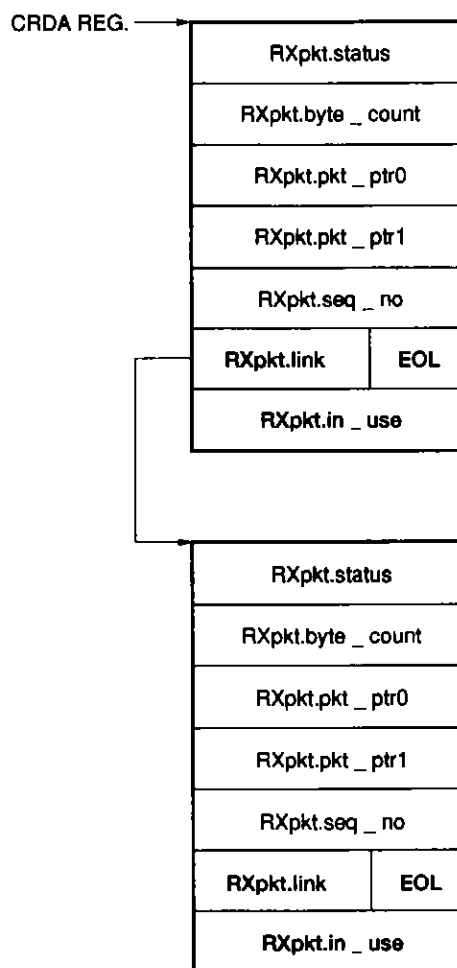 CRDA REG.
RXpkt.status
RXpkt.byte _ count
RXpkt.pkt _ ptr0
RXpkt.pkt _ ptr1
RXpkt.seq _ no
RXpkt.link EOL
RXpkt.in _ use
RXpkt.status
RXpkt.byte _ count
RXpkt.pkt _ ptr0
RXpkt.pkt _ ptr1
RXpkt.seq _ no
RXpkt.link EOL
RXpkt.in _ use